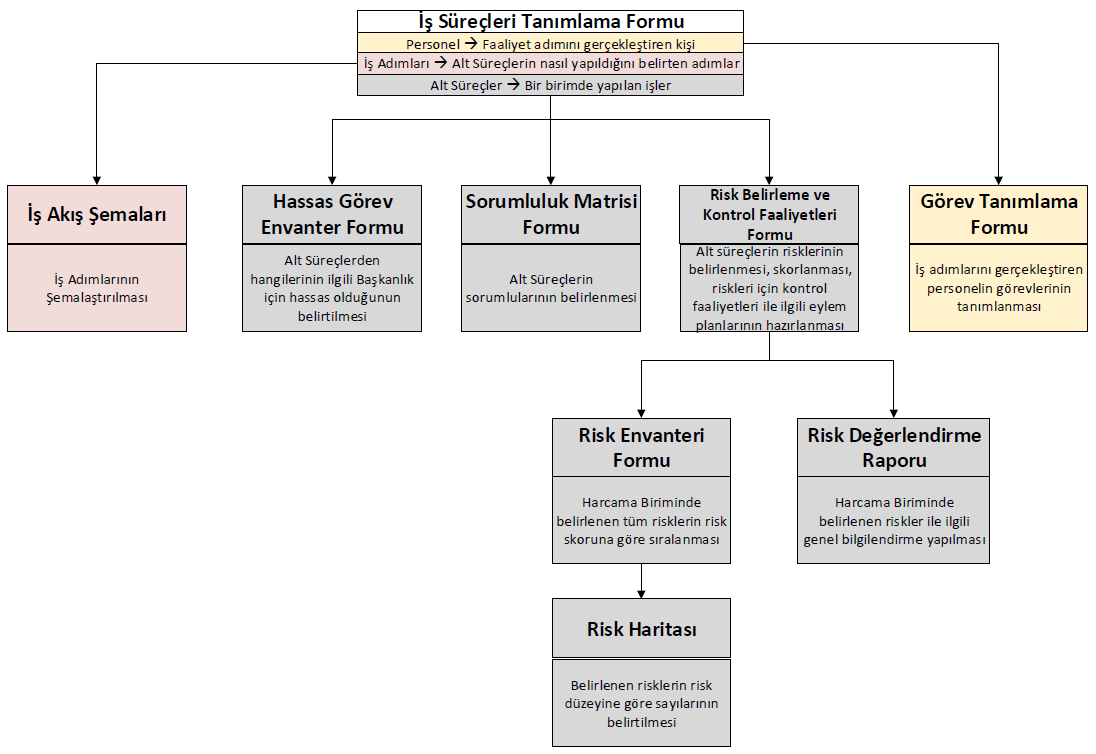 İş Süreçleri Tanımlama Formu
Personel → Faaliyet adımını gerçekleştiren kişi
İş Adımları → Alt Süreçlerin nasıl yapıldığını belirten adımlar
Alt Süreçler → Bir birimde yapılan işler
İş Akış Şemaları
İş Adımlarının
Şemalaştırılması
Hassas Görev
Envanter Formu
Alt Süreçlerden
hangilerinin ilgili Başkanlık
için hassas olduğunun
belirtilmesi
Sorumluluk Matrisi
Formu
Alt Süreçlerin
sorumlularının belirlenmesi
Risk Belirleme ve
Kontrol Faaliyetleri
Formu
Alt süreçlerin risklerinin
belirlenmesi, skorlanması,
riskleri için kontrol
faaliyetleri ile ilgili eylem
planlarının hazırlanması
Görev Tanımlama
Formu
İş adımlarını gerçekleştiren
personelin görevlerinin
tanımlanması
Risk Envanteri
Formu
Harcama Biriminde
belirlenen tüm risklerin risk
skoruna göre sıralanması
Risk Değerlendirme
Raporu
Harcama Biriminde
belirlenen riskler ile ilgili
genel bilgilendirme yapılması
Risk Haritası
Belirlenen risklerin risk
düzeyine göre sayılarının
belirtilmesi